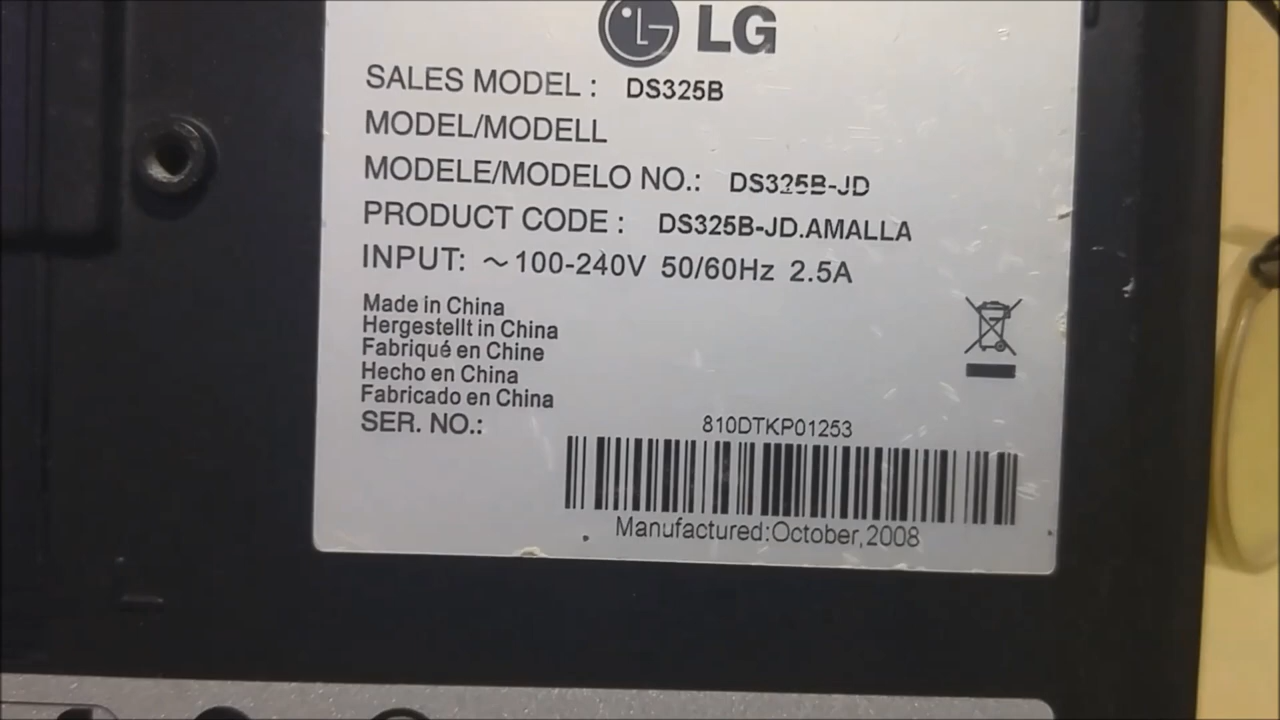 LG
SALES MODEL : DS325B
MODEL/MODELL
MODELE/MODELO NO.: DS325B-JD
PRODUCT CODE : DS325B-JD.AMALLA
INPUT: ~100-240V 50/60Hz 2.5A
Made in China
Hergestellt in China
Fabriqué en Chine
Hecho en China
Fabricado en China
SER. NO.: 810DTKP01253
Manufactured:October,2008